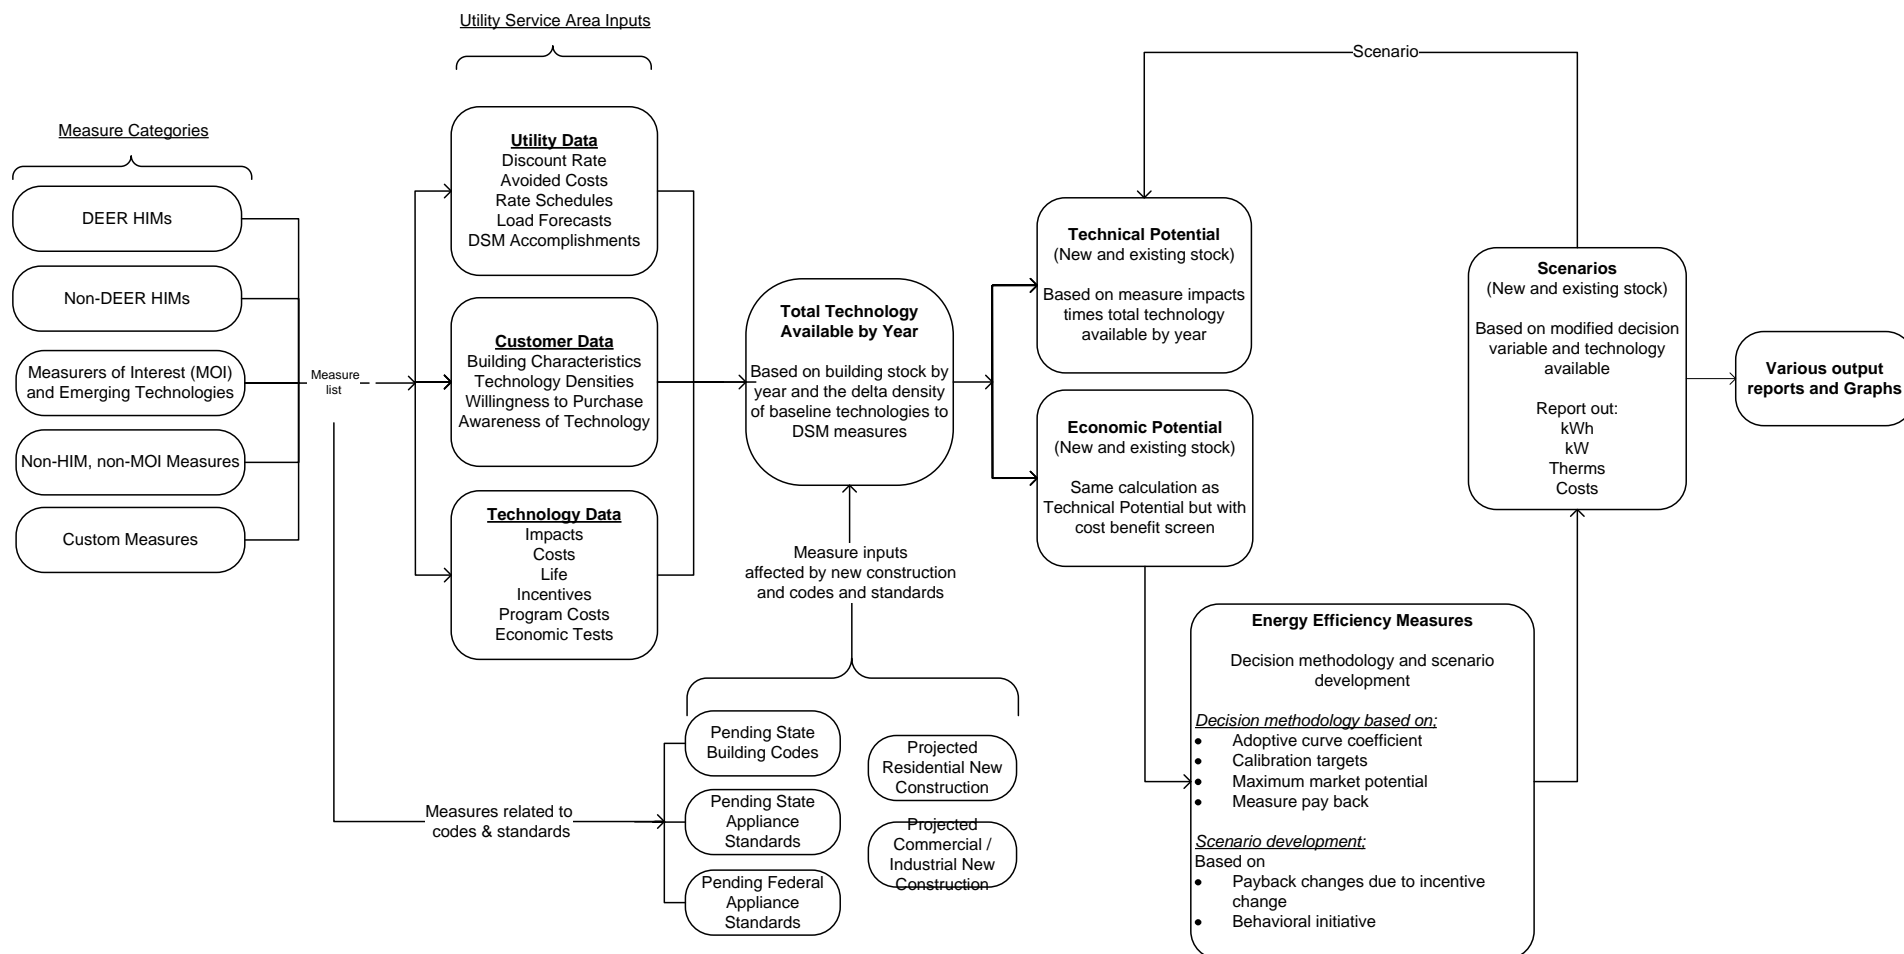 Utility Service Area Inputs
Scenario
Measure Categories
DEER HIMs
Non-DEER HIMs
Measurers of Interest (MOI)
and Emerging Technologies
Non-HIM, non-MOI Measures
Custom Measures
Measure
list
Utility Data
Discount Rate
Avoided Costs
Rate Schedules
Load Forecasts
DSM Accomplishments
Customer Data
Building Characteristics
Technology Densities
Willingness to Purchase
Awareness of Technology
Technology Data
Impacts
Costs
Life
Incentives
Program Costs
Economic Tests
Total Technology
Available by Year
Based on building stock by
year and the delta density
of baseline technologies to
DSM measures
Measure inputs
affected by new construction
and codes and standards
Measures related to
codes & standards
Pending State
Building Codes
Pending State
Appliance
Standards
Pending Federal
Appliance
Standards
Projected
Residential New
Construction
Projected
Commercial /
Industrial New
Construction
Technical Potential
(New and existing stock)
Based on measure impacts
times total technology
available by year
Economic Potential
(New and existing stock)
Same calculation as
Technical Potential but with
cost benefit screen
Energy Efficiency Measures
Decision methodology and scenario
development
Decision methodology based on;
• Adoptive curve coefficient
• Calibration targets
• Maximum market potential
• Measure pay back
Scenario development;
Based on
• Payback changes due to incentive
change
• Behavioral initiative
Scenarios
(New and existing stock)
Based on modified decision
variable and technology
available
Report out:
kWh
kW
Therms
Costs
Various output
reports and Graphs